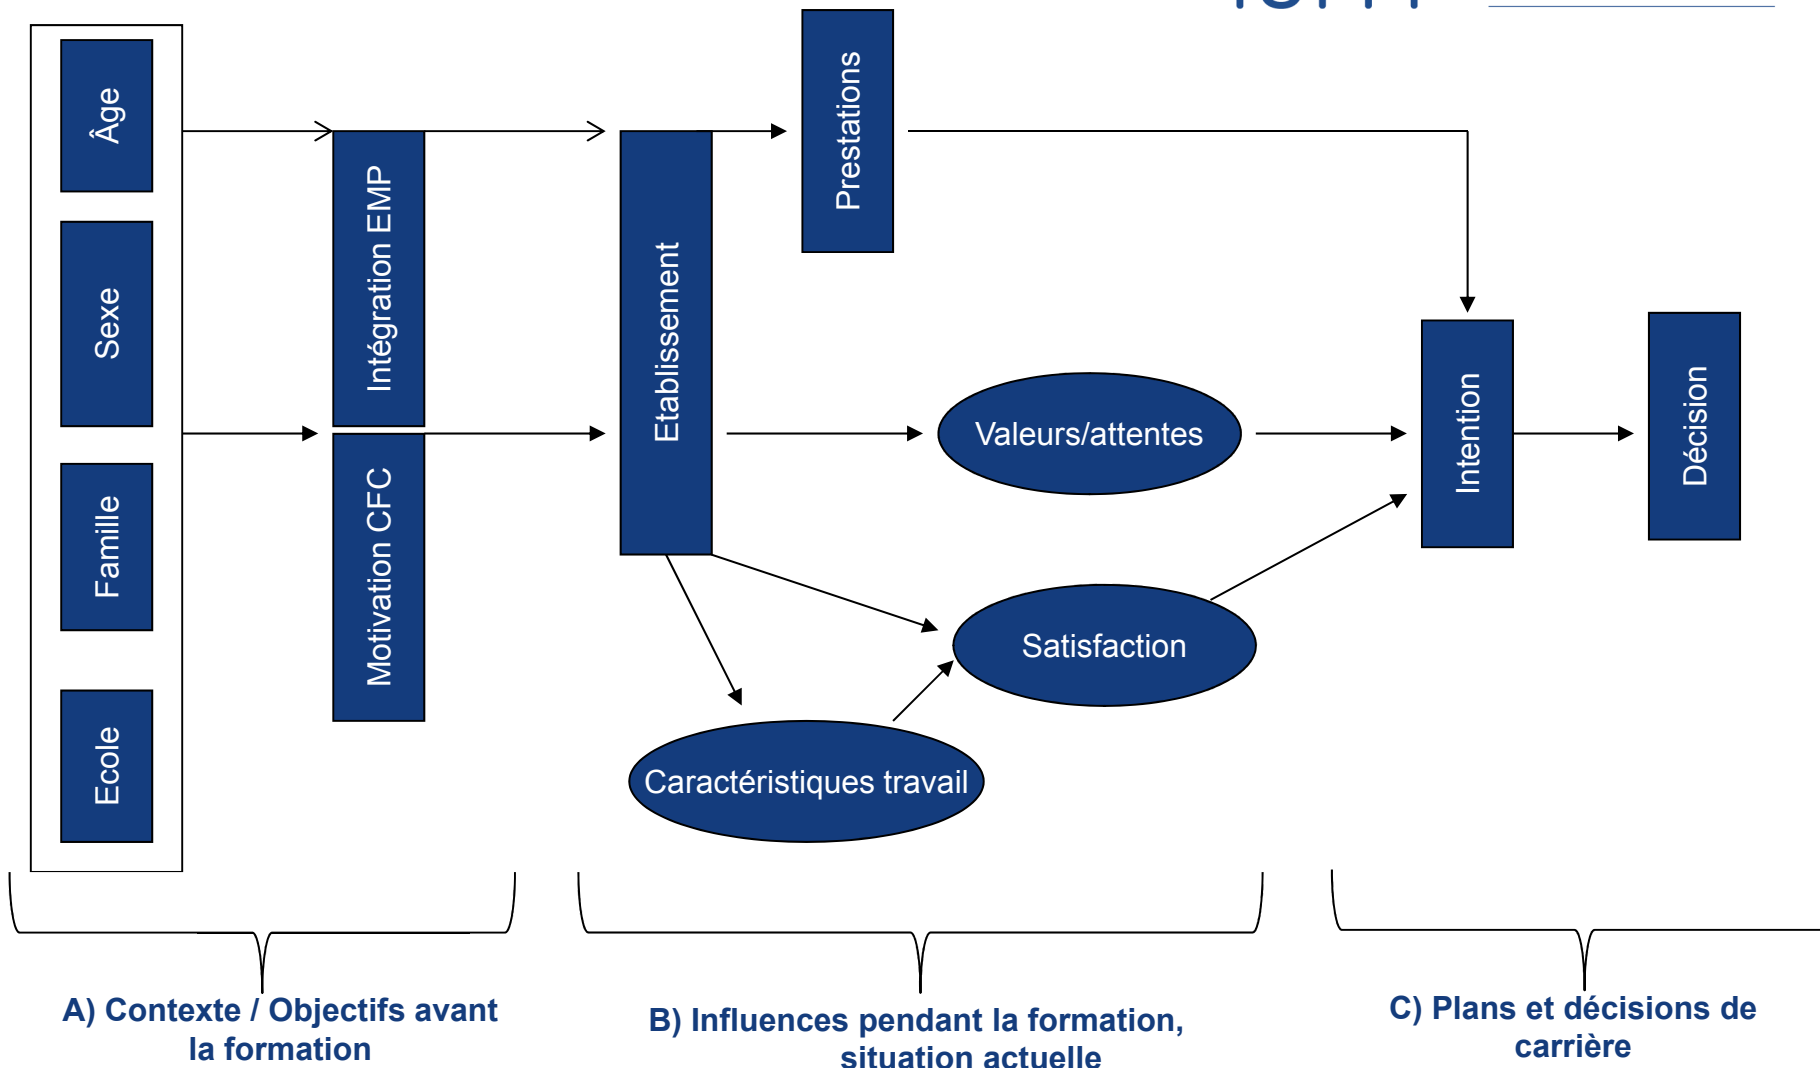 Âge
Sexe
Famille
Ecole
Intégration EMP
Motivation CFC
Etablissement
Prestations
Valeurs/attentes
Satisfaction
Caractéristiques travail
Intention
Décision
A) Contexte / Objectifs avant
la formation
B) Influences pendant la formation,
situation actuelle
C) Plans et décisions de
carrière